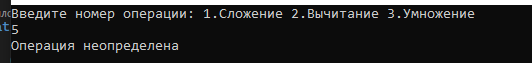 Введите номер операции: 1.Сложение 2.Вычитание 3.Умножение
5
Операция неопределена